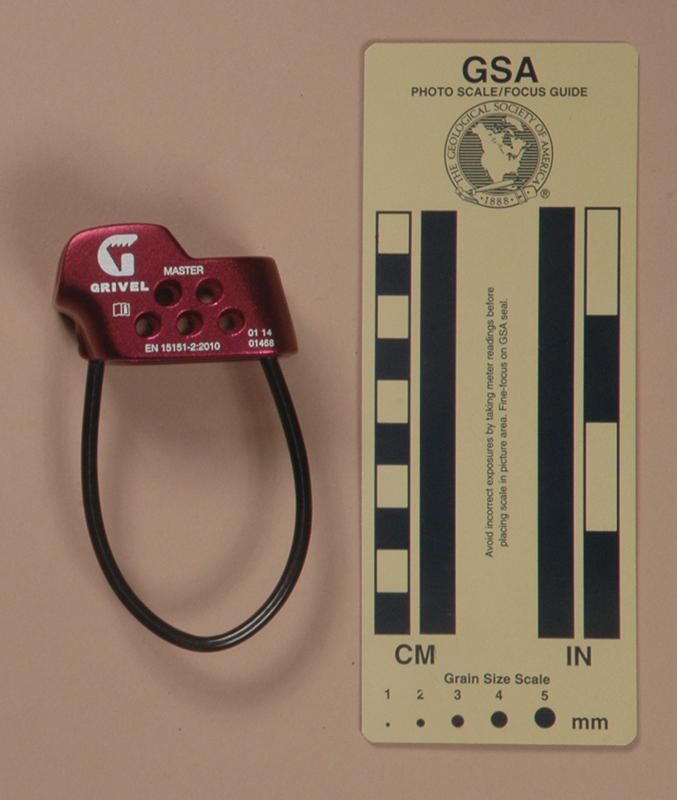 GRIVEL
MASTER
01 14
01468
EN 15151-2:2010
GSA
PHOTO SCALE/FOCUS GUIDE
THE GEOLOGICAL SOCIETY OF AMERICA
1888
®
Avoid incorrect exposures by taking meter readings before
placing scale in picture area. Fine-focus on GSA seal.
CM
IN
Grain Size Scale
1 2 3 4 5
mm